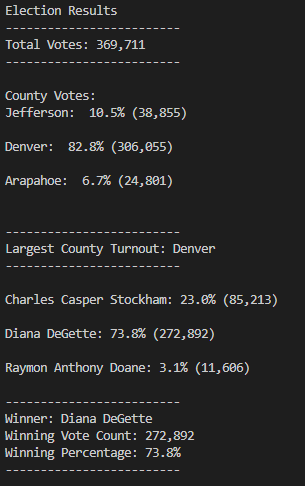 Election Results
-------------------------
Total Votes: 369,711
-------------------------
County Votes:
Jefferson:  10.5% (38,855)
Denver:  82.8% (306,055)
Arapahoe:  6.7% (24,801)
-------------------------
Largest County Turnout: Denver
-------------------------
Charles Casper Stockham: 23.0% (85,213)
Diana DeGette: 73.8% (272,892)
Raymon Anthony Doane: 3.1% (11,606)
-------------------------
Winner: Diana DeGette
Winning Vote Count: 272,892
Winning Percentage: 73.8%
-------------------------